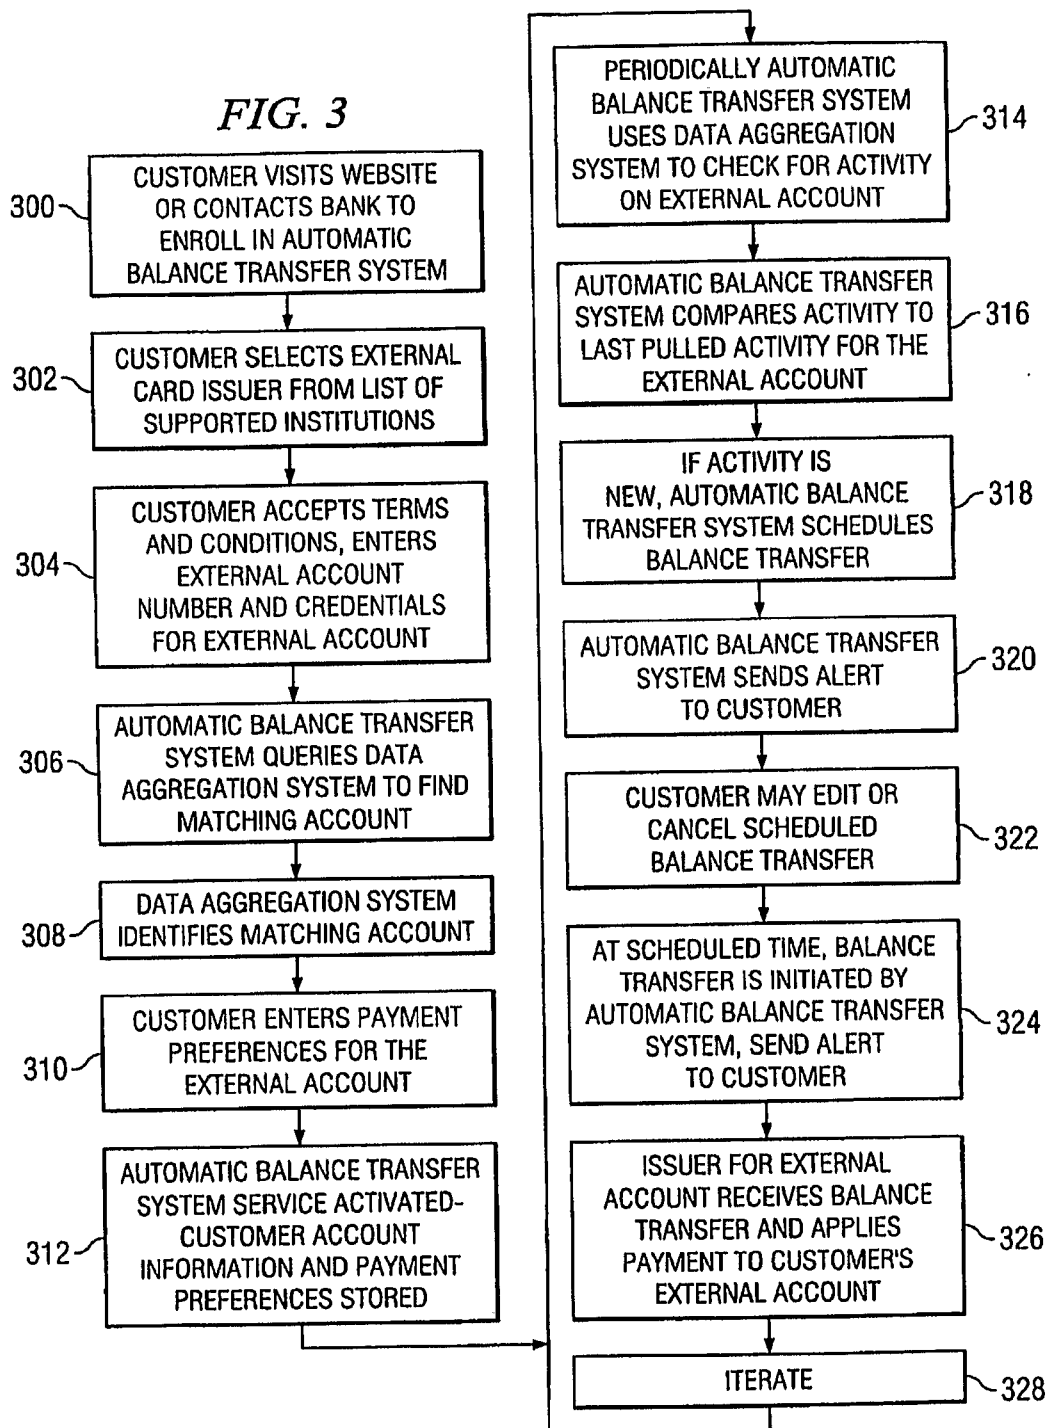 FIG. 3
300
CUSTOMER VISITS WEBSITE
OR CONTACTS BANK TO
ENROLL IN AUTOMATIC
BALANCE TRANSFER SYSTEM
302
CUSTOMER SELECTS EXTERNAL
CARD ISSUER FROM LIST OF
SUPPORTED INSTITUTIONS
304
CUSTOMER ACCEPTS TERMS
AND CONDITIONS, ENTERS
EXTERNAL ACCOUNT
NUMBER AND CREDENTIALS
FOR EXTERNAL ACCOUNT
306
AUTOMATIC BALANCE TRANSFER
SYSTEM QUERIES DATA
AGGREGATION SYSTEM TO FIND
MATCHING ACCOUNT
308
DATA AGGREGATION SYSTEM
IDENTIFIES MATCHING ACCOUNT
310
CUSTOMER ENTERS PAYMENT
PREFERENCES FOR THE
EXTERNAL ACCOUNT
312
AUTOMATIC BALANCE TRANSFER
SYSTEM SERVICE ACTIVATED-
CUSTOMER ACCOUNT
INFORMATION AND PAYMENT
PREFERENCES STORED
PERIODICALLY AUTOMATIC
BALANCE TRANSFER SYSTEM
USES DATA AGGREGATION
SYSTEM TO CHECK FOR ACTIVITY
ON EXTERNAL ACCOUNT
314
AUTOMATIC BALANCE TRANSFER
SYSTEM COMPARES ACTIVITY TO
LAST PULLED ACTIVITY FOR THE
EXTERNAL ACCOUNT
316
IF ACTIVITY IS
NEW, AUTOMATIC BALANCE
TRANSFER SYSTEM SCHEDULES
BALANCE TRANSFER
318
AUTOMATIC BALANCE TRANSFER
SYSTEM SENDS ALERT
TO CUSTOMER
320
CUSTOMER MAY EDIT OR
CANCEL SCHEDULED
BALANCE TRANSFER
322
AT SCHEDULED TIME, BALANCE
TRANSFER IS INITIATED BY
AUTOMATIC BALANCE TRANSFER
SYSTEM, SEND ALERT
TO CUSTOMER
324
ISSUER FOR EXTERNAL
ACCOUNT RECEIVES BALANCE
TRANSFER AND APPLIES
PAYMENT TO CUSTOMER'S
EXTERNAL ACCOUNT
326
ITERATE
328